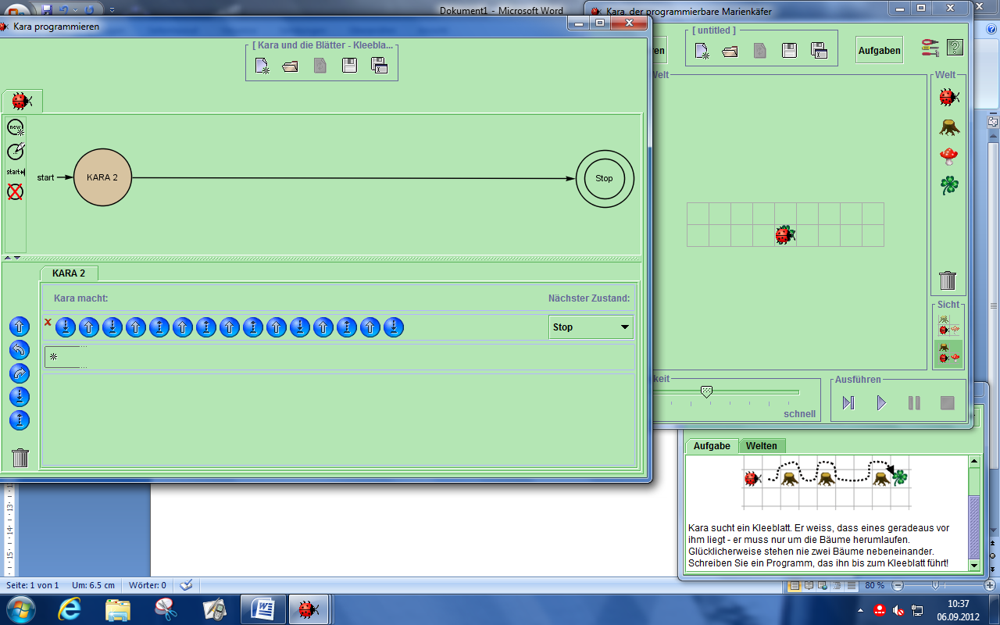 Dokument1 - Microsoft Word
Kara programmieren
[ Kara und die Blätter - Kleebla...
new
start
start
KARA 2
Stop
KARA 2
Kara macht:
Nächster Zustand:
Stop
Kara, der programmierbare Marienkäfer
ren
[ untitled ]
Aufgaben
Welt
Welt
Sicht
keit
schnell
Ausführen
Aufgabe
Welten
Kara sucht ein Kleeblatt. Er weiss, dass eines geradeaus vor
ihm liegt - er muss nur um die Bäume herumlaufen.
Glücklicherweise stehen nie zwei Bäume nebeneinander.
Schreiben Sie ein Programm, das ihn bis zum Kleeblatt führt!
13
14
15
Seite: 1 von 1
Um: 6.5 cm
Wörter: 0
80 %
10:37
06.09.2012